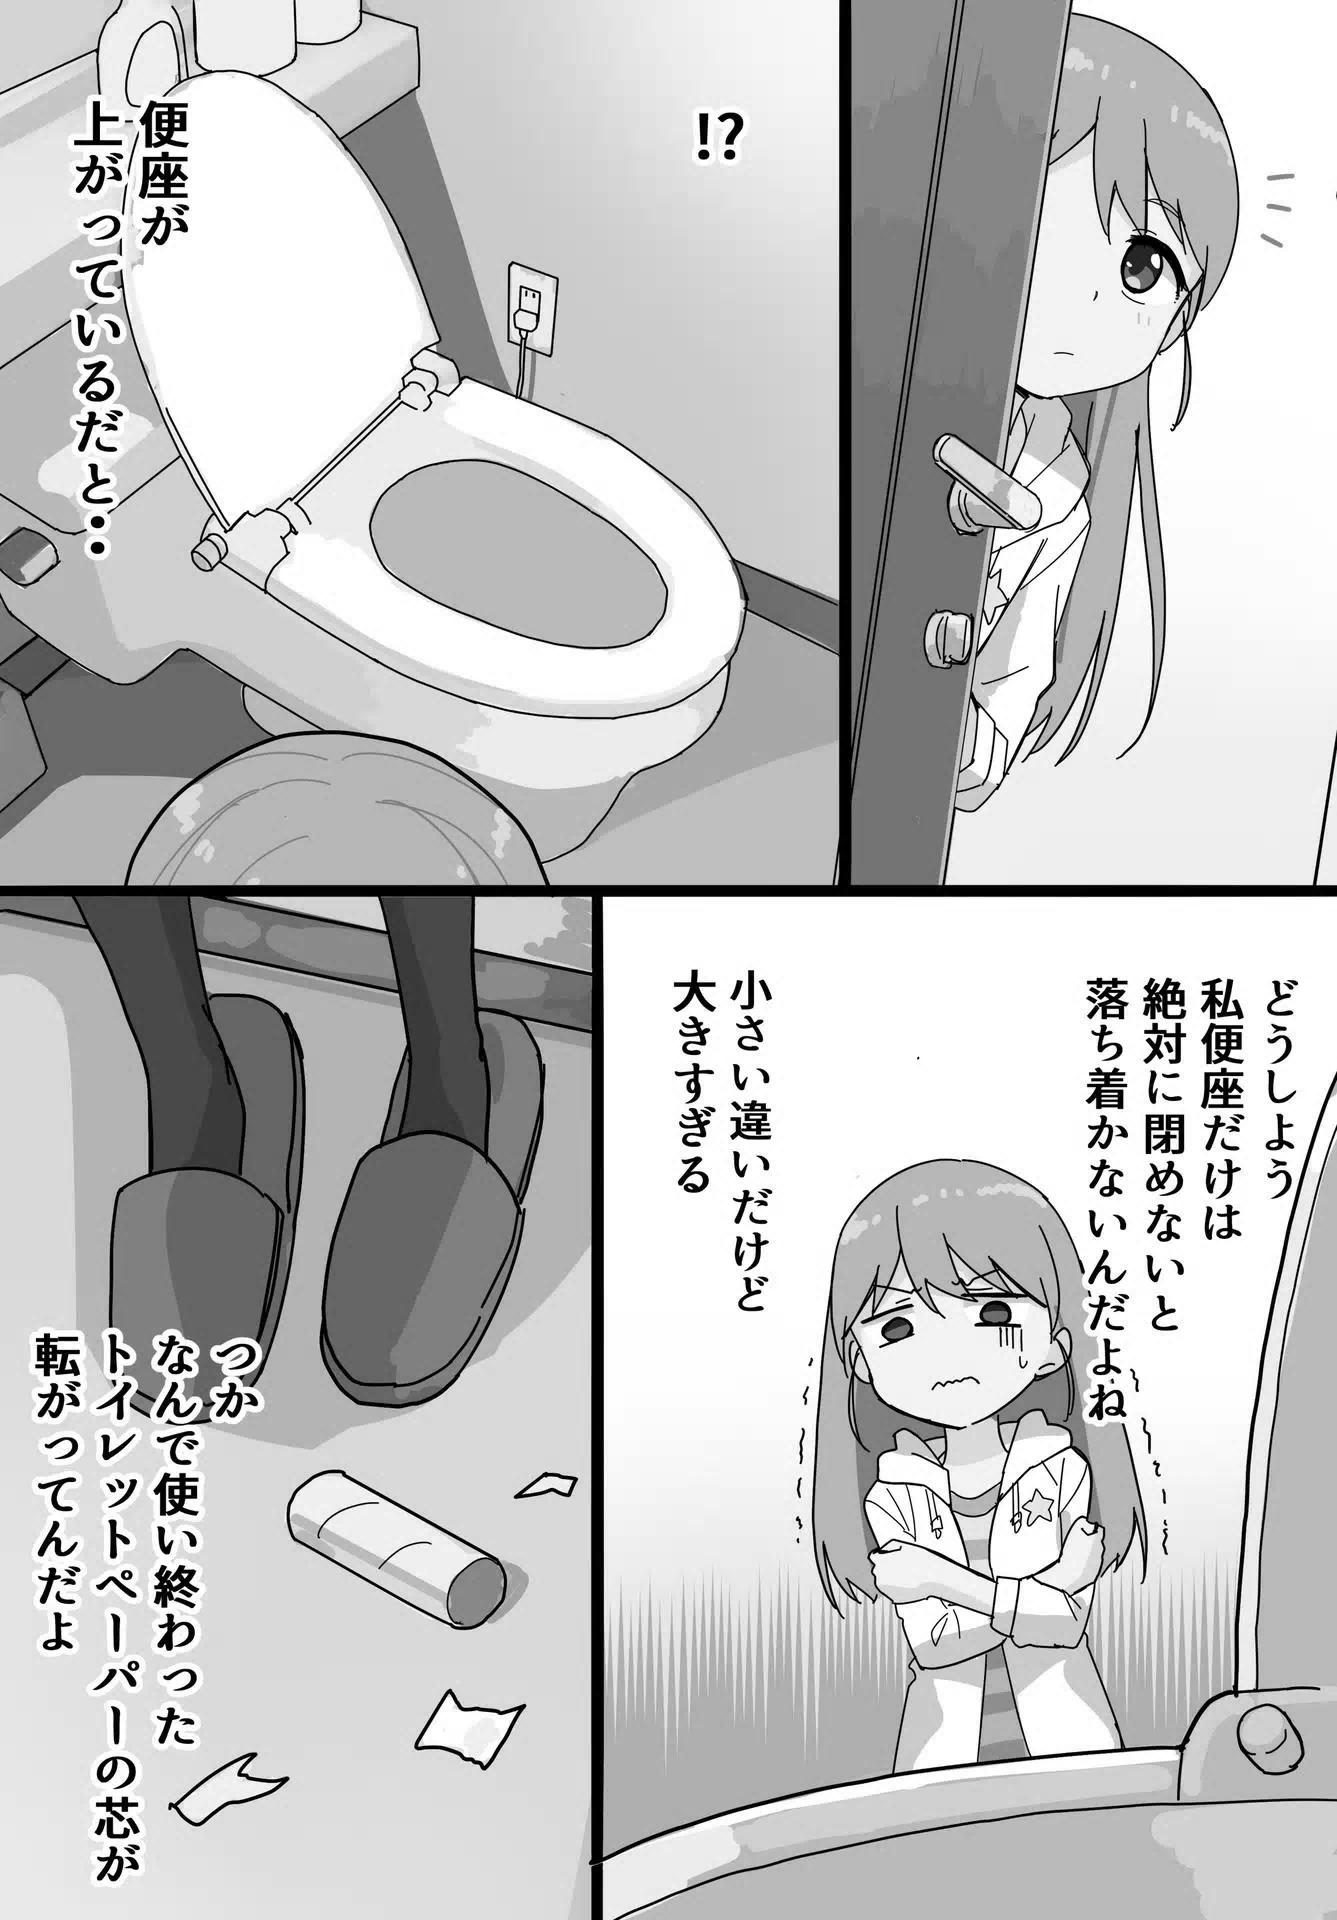 !?
便座が
上がっているだと・・
どうしよう
私便座だけは
絶対に閉めないと
落ち着かないんだよね
小さい違いだけど
大きすぎる
つか
なんで使い終わった
トイレットペーパーの芯が
転がってんだよ